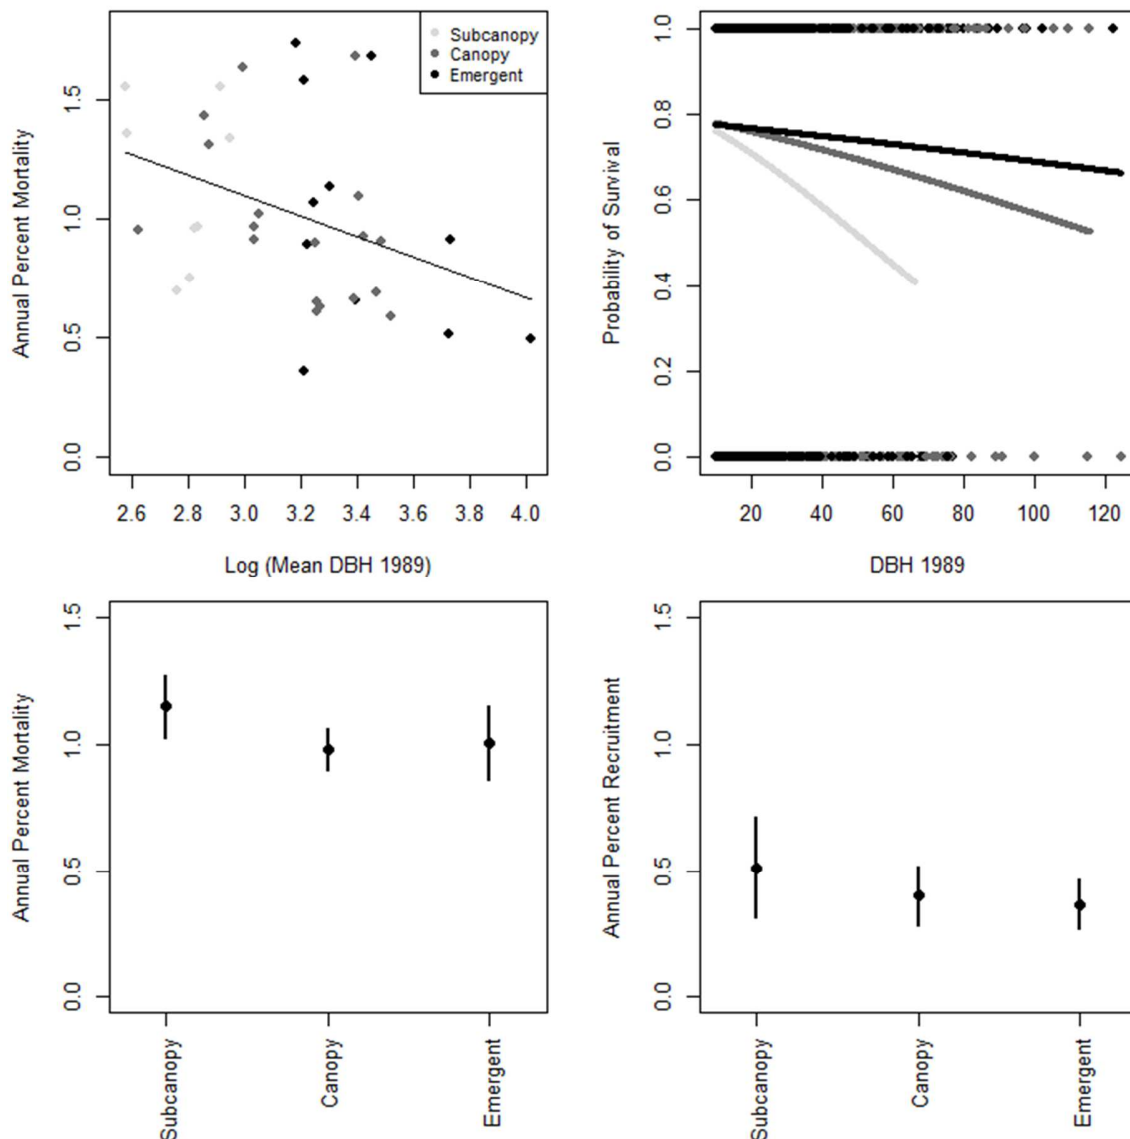 Subcanopy
Canopy
Emergent
Annual Percent Mortality
0.0 0.5 1.0 1.5
2.6 2.8 3.0 3.2 3.4 3.6 3.8 4.0
Log (Mean DBH 1989)
Probability of Survival
0.0 0.2 0.4 0.6 0.8 1.0
20 40 60 80 100 120
DBH 1989
Annual Percent Mortality
0.0 0.5 1.0 1.5
Subcanopy
Canopy
Emergent
Annual Percent Recruitment
0.0 0.5 1.0 1.5
Subcanopy
Canopy
Emergent